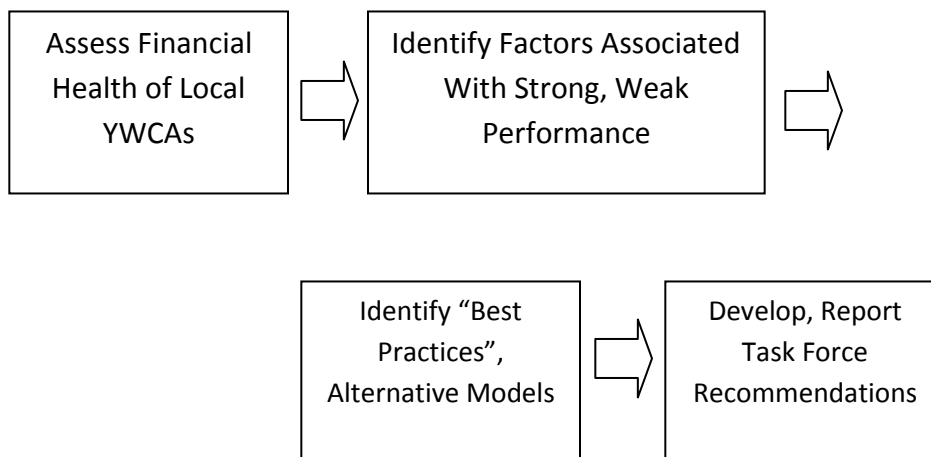 Assess Financial
Health of Local
YWCAs
Identify Factors Associated
With Strong, Weak
Performance
Identify “Best
Practices”,
Alternative Models
Develop, Report
Task Force
Recommendations